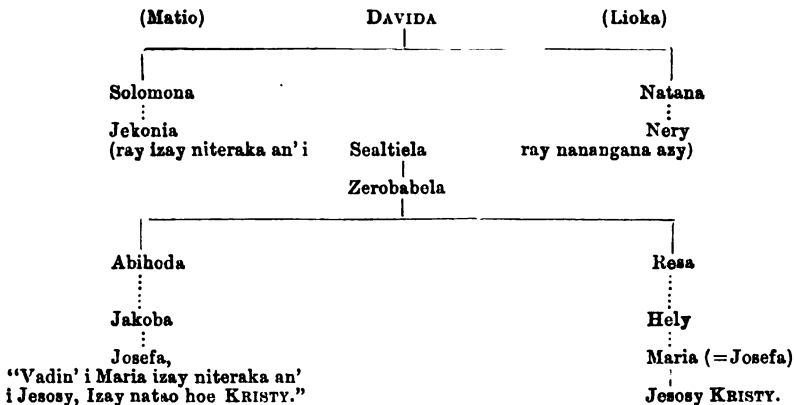 (Matio) DAVIDA (Lioka)
Solomona Natana
Jekonia Nery
(ray izay niteraka an' i Sealtiela ray nanangana azy)
Zerobabela
Abihoda Resa
Jakoba Hely
Josefa, Maria (=Josefa)
"Vadin' i Maria izay niteraka an'
i Jesosy, Izay natao hoe KRISTY." Jesosy KRISTY.